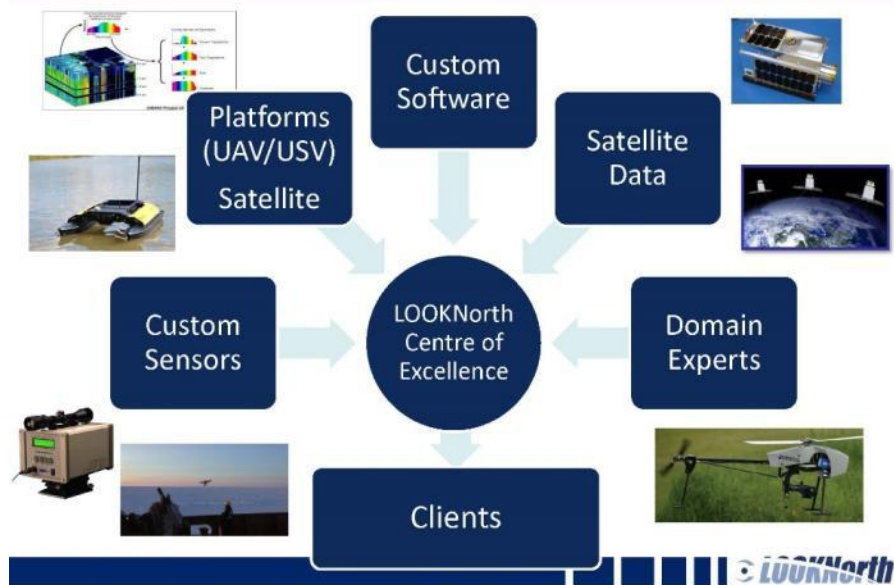 Custom
Software
Platforms
(UAV/USV)
Satellite
Satellite
Data
Custom
Sensors
LOOKNorth
Centre of
Excellence
Domain
Experts
Clients
LOOKNorth